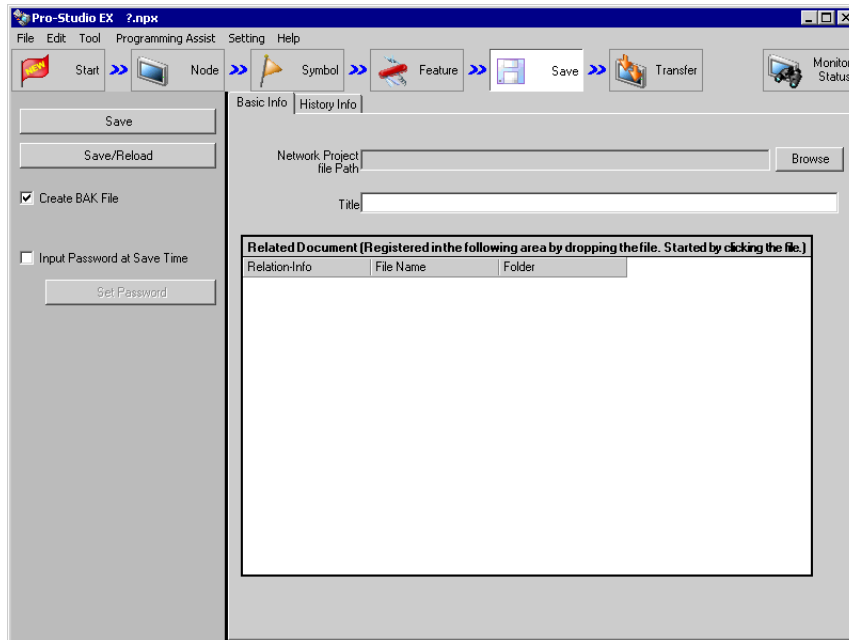 Pro-Studio EX ?.npx
File Edit Tool Programming Assist Setting Help
NEW Start Node Symbol Feature Save Transfer Monitor
Status
Basic Info History Info
Save
Save/Reload
Create BAK File
Input Password at Save Time
Set Password
Network Project
file Path
Browse
Title
Related Document (Registered in the following area by dropping the file. Started by clicking the file.)
Relation-Info File Name Folder